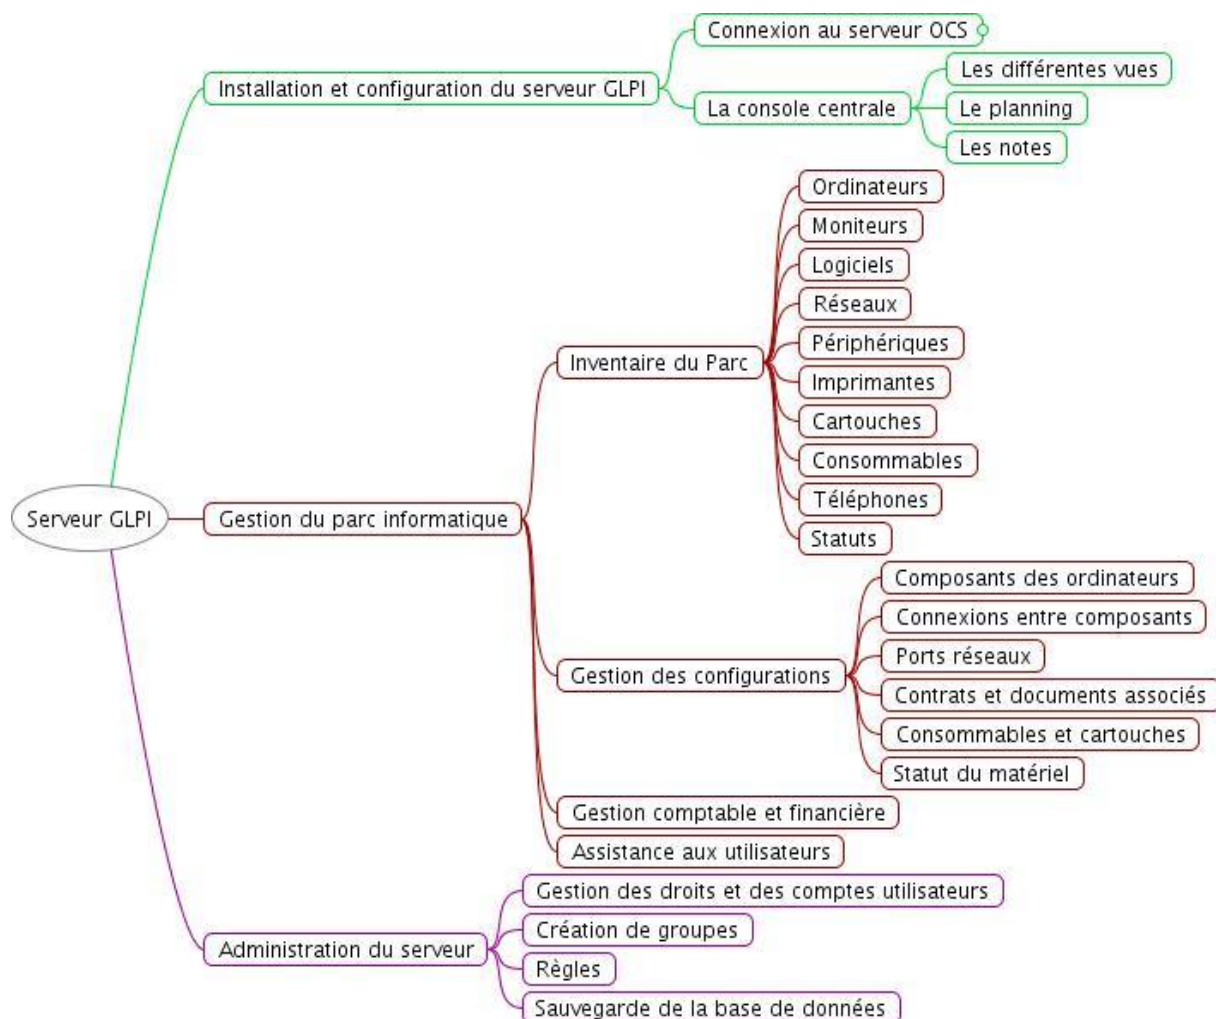 Connexion au serveur OCS
Installation et configuration du serveur GLPI
La console centrale
Les différentes vues
Le planning
Les notes
Serveur GLPI
Gestion du parc informatique
Inventaire du Parc
Ordinateurs
Moniteurs
Logiciels
Réseaux
Périphériques
Imprimantes
Cartouches
Consommables
Téléphones
Statuts
Gestion des configurations
Composants des ordinateurs
Connexions entre composants
Ports réseaux
Contrats et documents associés
Consommables et cartouches
Statut du matériel
Gestion comptable et financière
Assistance aux utilisateurs
Administration du serveur
Gestion des droits et des comptes utilisateurs
Création de groupes
Règles
Sauvegarde de la base de données